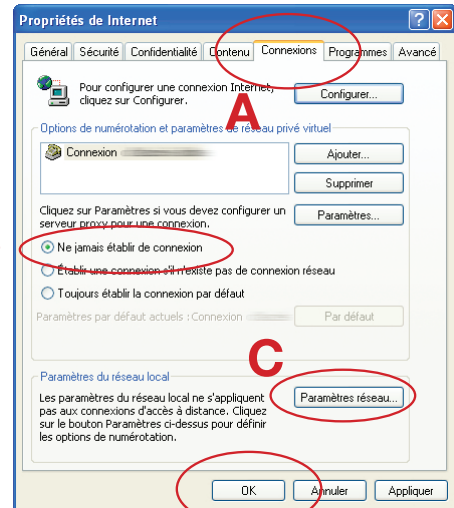 Propriétés de Internet
Général Sécurité Confidentialité Contenu Connexions Programmes Avancé
Pour configurer une connexion Internet,
cliquez sur Configurer.
Configurer...
A
Options de numérotation et paramètres de réseau privé virtuel
Connexion
Ajouter...
Supprimer
Cliquez sur Paramètres si vous devez configurer un
serveur proxy pour une connexion.
Paramètres...
Ne jamais établir de connexion
Établir une connexion s'il n'existe pas de connexion réseau
Toujours établir la connexion par défaut
Paramètres par défaut actuels : Connexion
Par défaut
C
Paramètres du réseau local
Les paramètres du réseau local ne s'appliquent
pas aux connexions d'accès à distance. Cliquez
sur le bouton Paramètres ci-dessus pour définir
les options de numérotation.
Paramètres réseau...
OK Annuler Appliquer